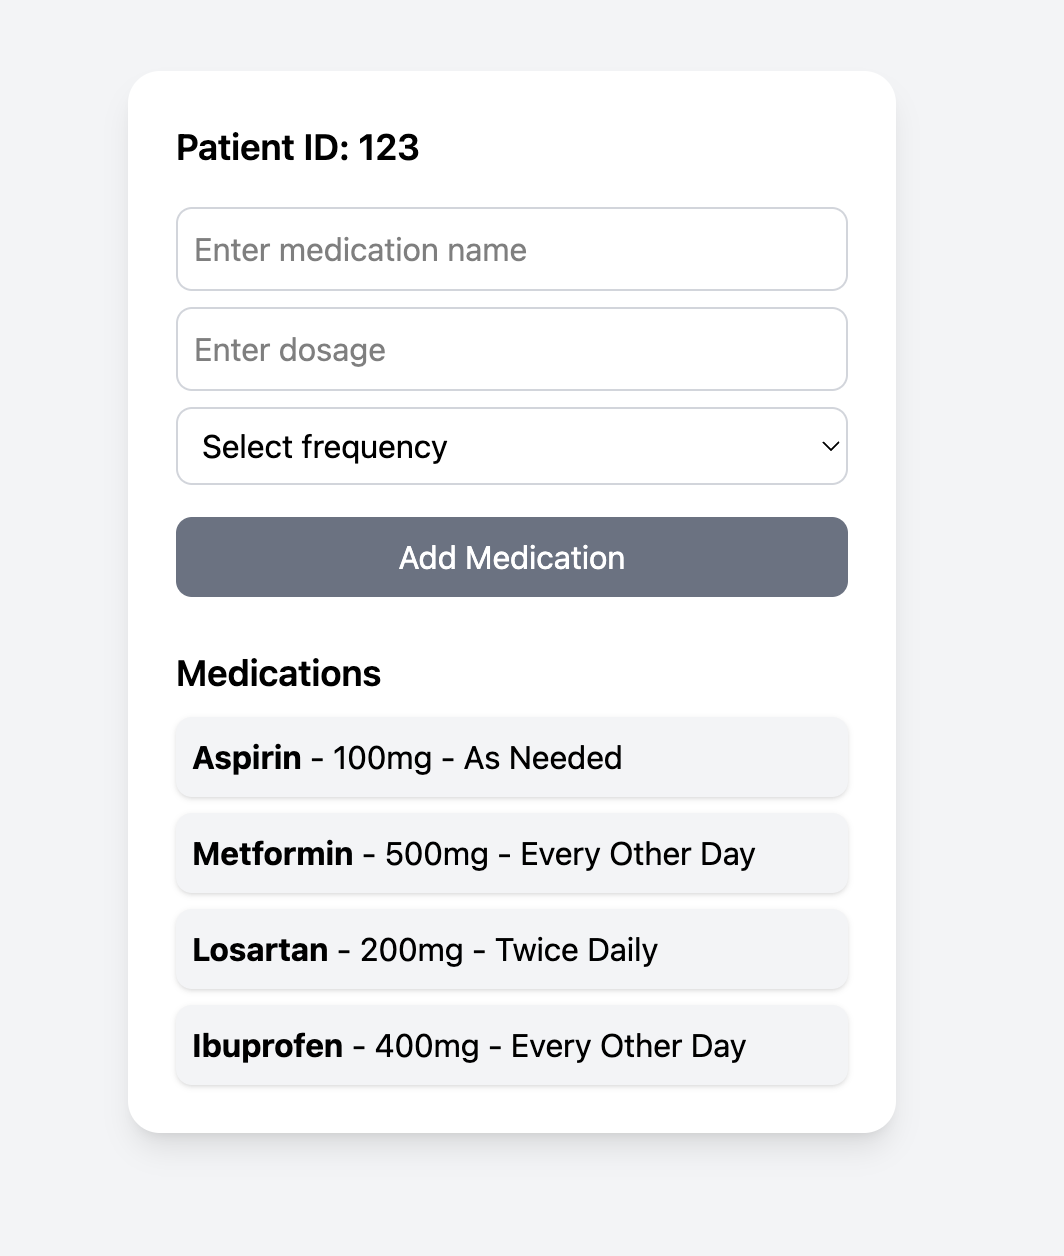 Patient ID: 123
Enter medication name
Enter dosage
Select frequency
Add Medication
Medications
Aspirin - 100mg - As Needed
Metformin - 500mg - Every Other Day
Losartan - 200mg - Twice Daily
Ibuprofen - 400mg - Every Other Day